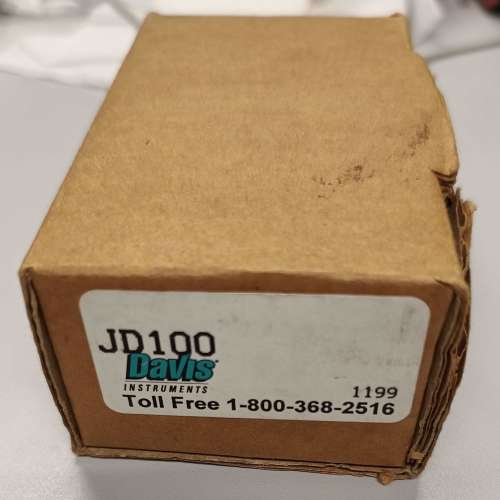 JD100
Davis
INSTRUMENTS
1199
Toll Free 1-800-368-2516